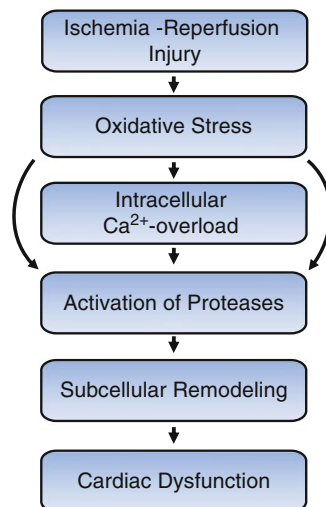 Ischemia -Reperfusion
Injury
Oxidative Stress
Intracellular
Ca²⁺-overload
Activation of Proteases
Subcellular Remodeling
Cardiac Dysfunction